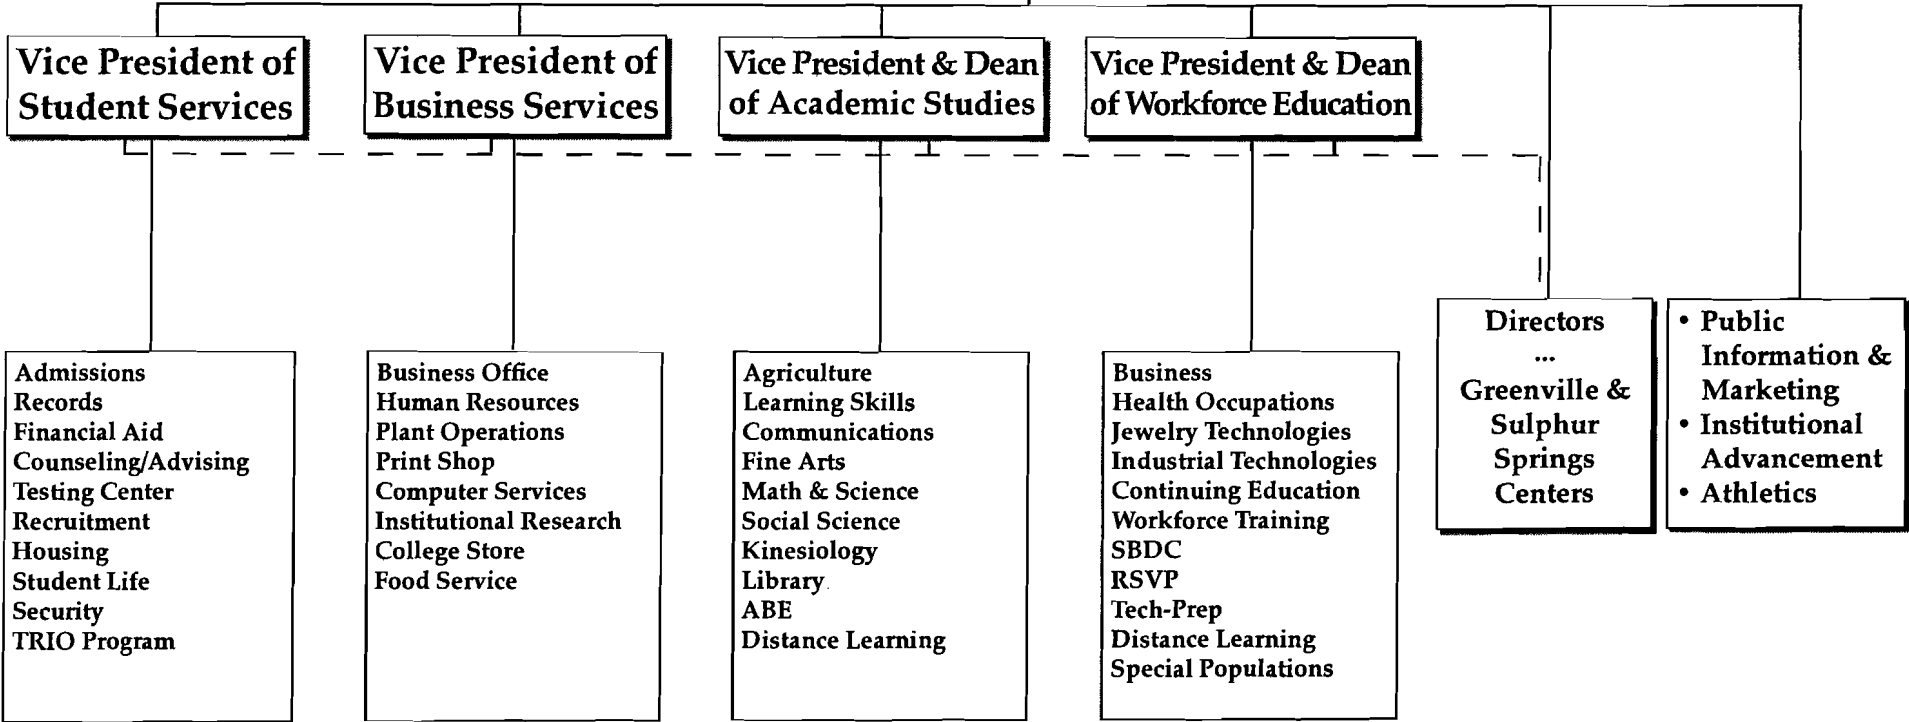 Vice President of
Student Services
Vice President of
Business Services
Vice President & Dean
of Academic Studies
Vice President & Dean
of Workforce Education
Admissions
Records
Financial Aid
Counseling/Advising
Testing Center
Recruitment
Housing
Student Life
Security
TRIO Program
Business Office
Human Resources
Plant Operations
Print Shop
Computer Services
Institutional Research
College Store
Food Service
Agriculture
Learning Skills
Communications
Fine Arts
Math & Science
Social Science
Kinesiology
Library
ABE
Distance Learning
Business
Health Occupations
Jewelry Technologies
Industrial Technologies
Continuing Education
Workforce Training
SBDC
RSVP
Tech-Prep
Distance Learning
Special Populations
Directors
...
Greenville &
Sulphur
Springs
Centers
• Public
Information &
Marketing
• Institutional
Advancement
• Athletics